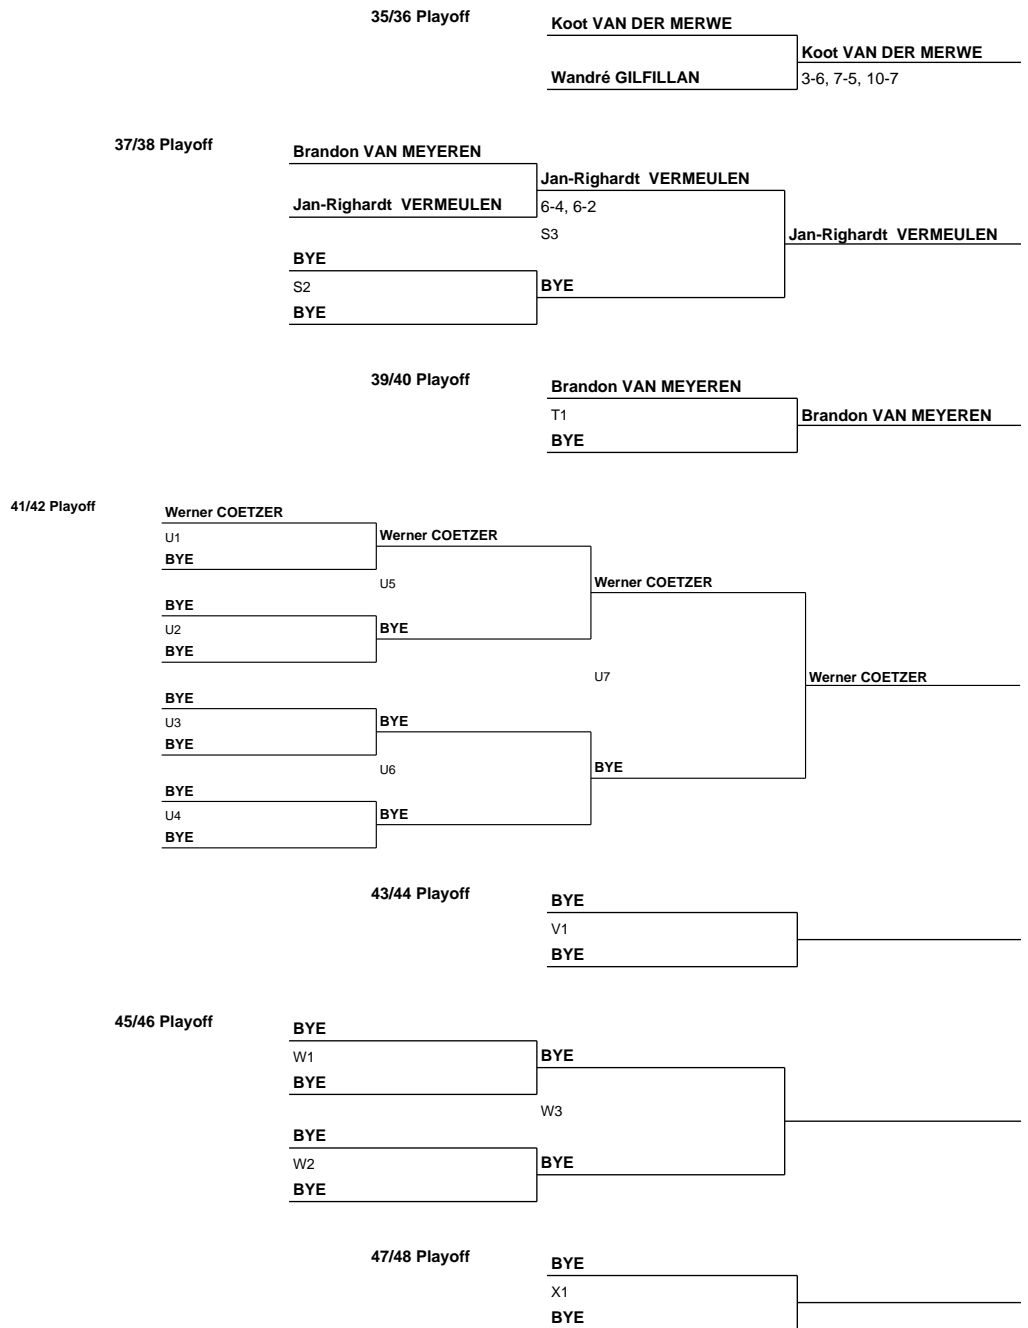 35/36 Playoff
Koot VAN DER MERWE
Koot VAN DER MERWE
Wandré GILFILLAN
3-6, 7-5, 10-7
37/38 Playoff
Brandon VAN MEYEREN
Jan-Righardt  VERMEULEN
Jan-Righardt  VERMEULEN
6-4, 6-2
S3
Jan-Righardt  VERMEULEN
BYE
S2
BYE
BYE
39/40 Playoff
Brandon VAN MEYEREN
T1
Brandon VAN MEYEREN
BYE
41/42 Playoff
Werner COETZER
U1
Werner COETZER
BYE
U5
Werner COETZER
BYE
U2
BYE
BYE
U7
Werner COETZER
BYE
U3
BYE
BYE
U6
BYE
BYE
U4
BYE
BYE
43/44 Playoff
BYE
V1
BYE
45/46 Playoff
BYE
W1
BYE
BYE
W3
BYE
W2
BYE
BYE
47/48 Playoff
BYE
X1
BYE